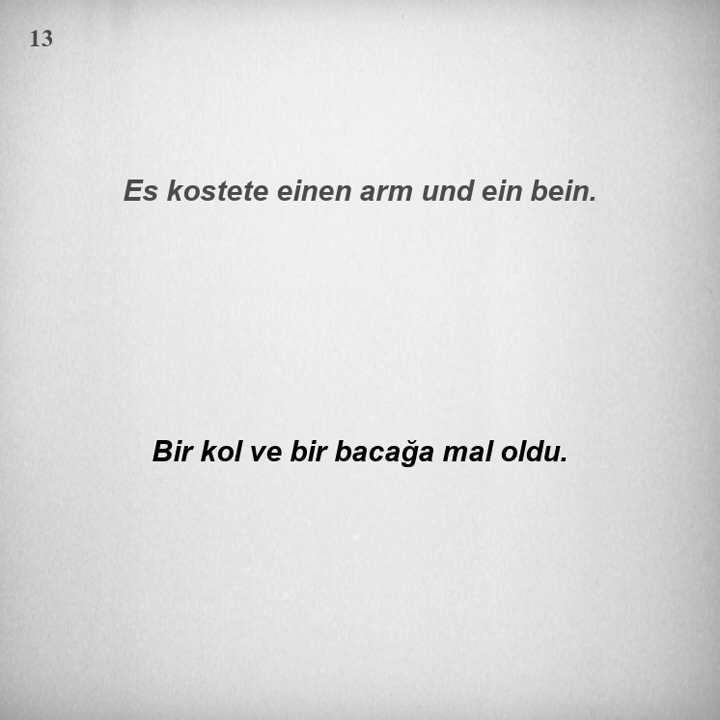 13
Es kostete einen arm und ein bein.
Bir kol ve bir bacağa mal oldu.